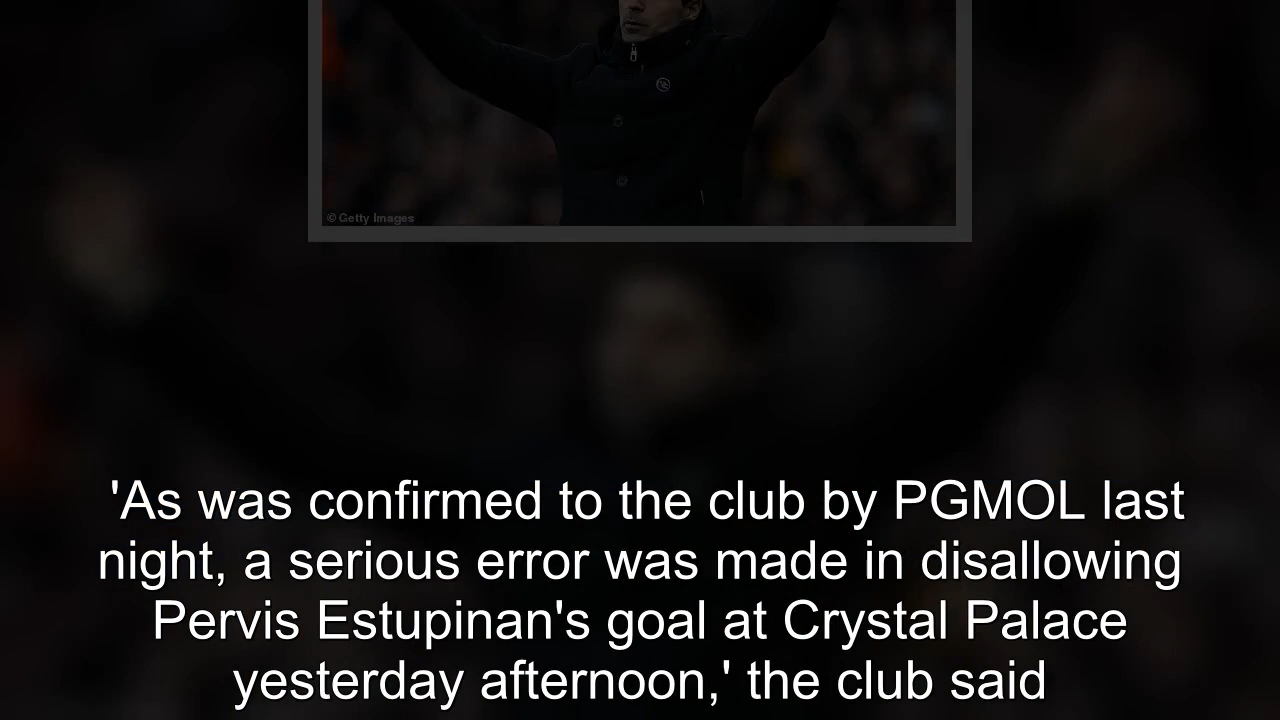 © Getty Images
'As was confirmed to the club by PGMOL last
night, a serious error was made in disallowing
Pervis Estupinan's goal at Crystal Palace
yesterday afternoon,' the club said